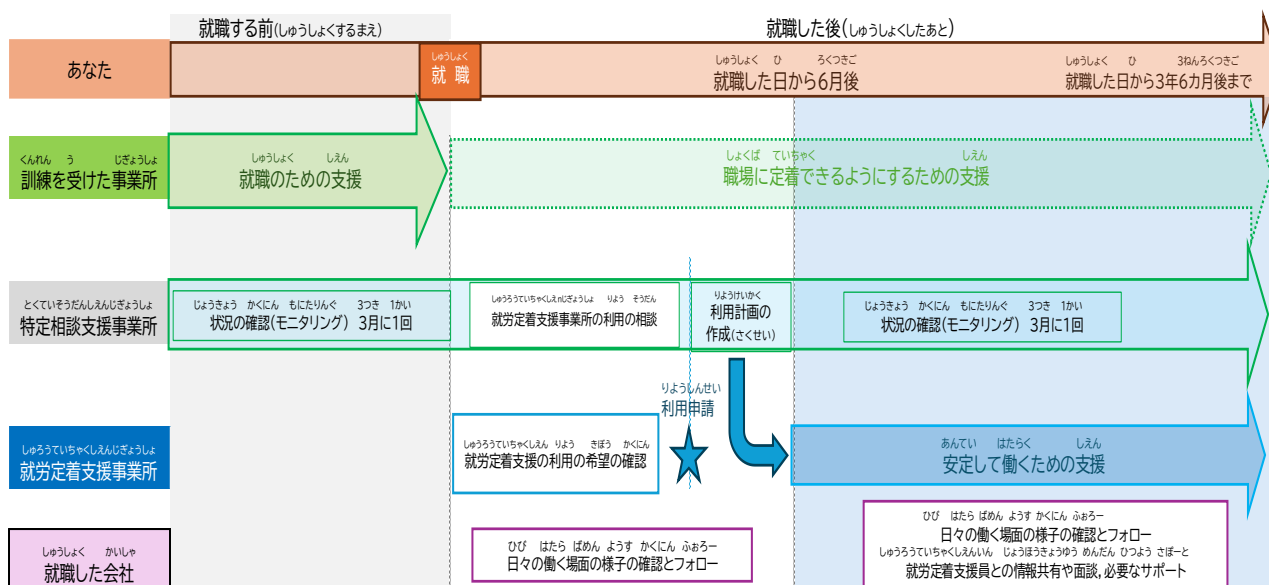 就職する前(しゅうしょくするまえ)
就職した後(しゅうしょくしたあと)
あなた
しゅうしょく
就 職
しゅうしょく ひ ろくつきご
就職した日から6月後
しゅうしょく ひ 3ねんろくつきご
就職した日から3年6カ月後まで
くんれん う じぎょうしょ
訓練を受けた事業所
しゅうしょく しえん
就職のための支援
しょくば ていちゃく しえん
職場に定着できるようにするための支援
とくていそうだんしえんじぎょうしょ
特定相談支援事業所
じょうきょう かくにん もにたりんぐ 3つき 1かい
状況の確認(モニタリング) 3月に1回
しゅうろうていちゃくしえnじぎょうしょ りよう そうだん
就労定着支援事業所の利用の相談
りようけいかく
利用計画の
作成(さくせい)
じょうきょう かくにん もにたりんぐ 3つき 1かい
状況の確認(モニタリング) 3月に1回
りようしんせい
利用申請
しゅろうていちゃくしえんじぎょうしょ
就労定着支援事業所
しゅうろうていちゃくしえん りよう きぼう かくにん
就労定着支援の利用の希望の確認
あんてい はたらく しえん
安定して働くための支援
しゅうしょく かいしゃ
就職した会社
ひび はたら ばめん ようす かくにん ふぉろー
日々の働く場面の様子の確認とフォロー
ひび はたら ばめん ようす かくにん ふぉろー
日々の働く場面の様子の確認とフォロー
しゅうろうていちゃくしえんいん じょうほうきょうゆう めんだん ひつよう さぽーと
就労定着支援員との情報共有や面談,必要なサポート